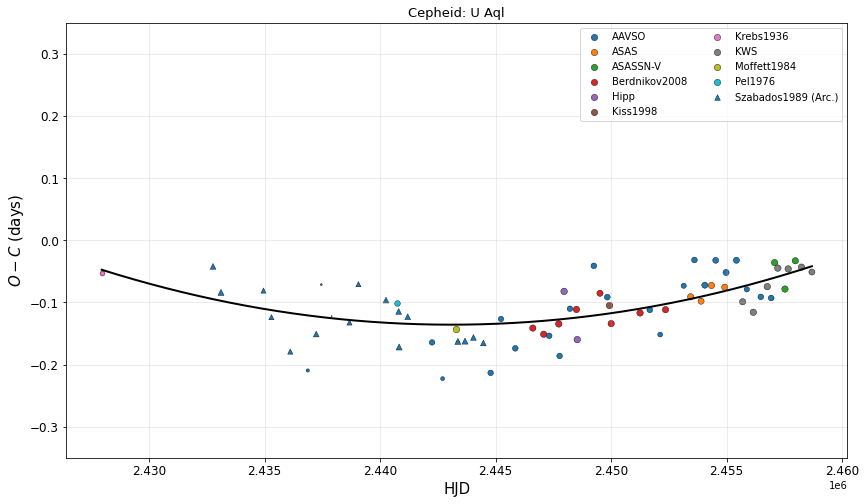 Cepheid: U Aql
0.3
0.2
0.1
0.0
−0.1
−0.2
−0.3
O − C (days)
AAVSO
ASAS
ASASSN-V
Berdnikov2008
Hipp
Kiss1998
Krebs1936
KWS
Moffett1984
Pel1976
Szabados1989 (Arc.)
2.430
2.435
2.440
2.445
2.450
2.455
2.460
1e6
HJD